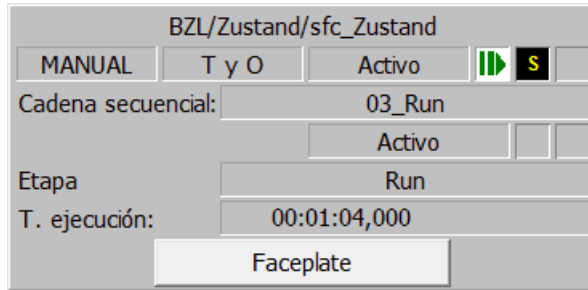 BZL/Zustand/sfc_Zustand
MANUAL T y O Activo S
Cadena secuencial: 03_Run
Activo
Etapa Run
T. ejecución: 00:01:04,000
Faceplate